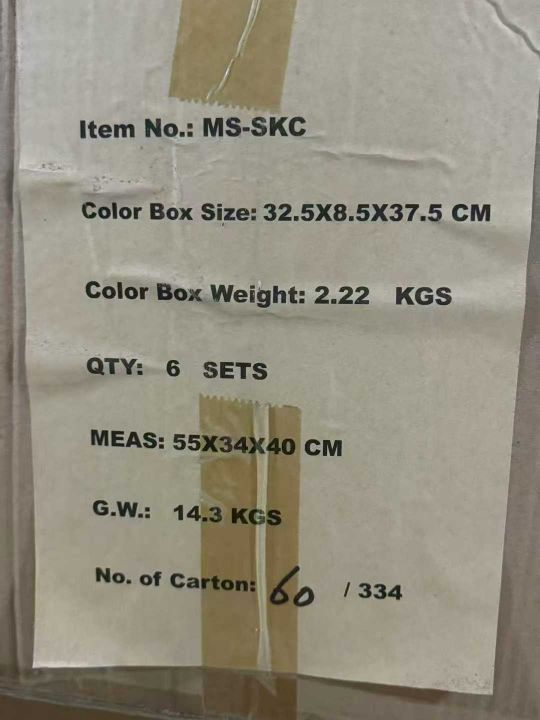 Item No.: MS-SKC
Color Box Size: 32.5X8.5X37.5 CM
Color Box Weight: 2.22 KGS
QTY: 6 SETS
MEAS: 55X34X40 CM
G.W.: 14.3 KGS
No. of Carton: 60 / 334